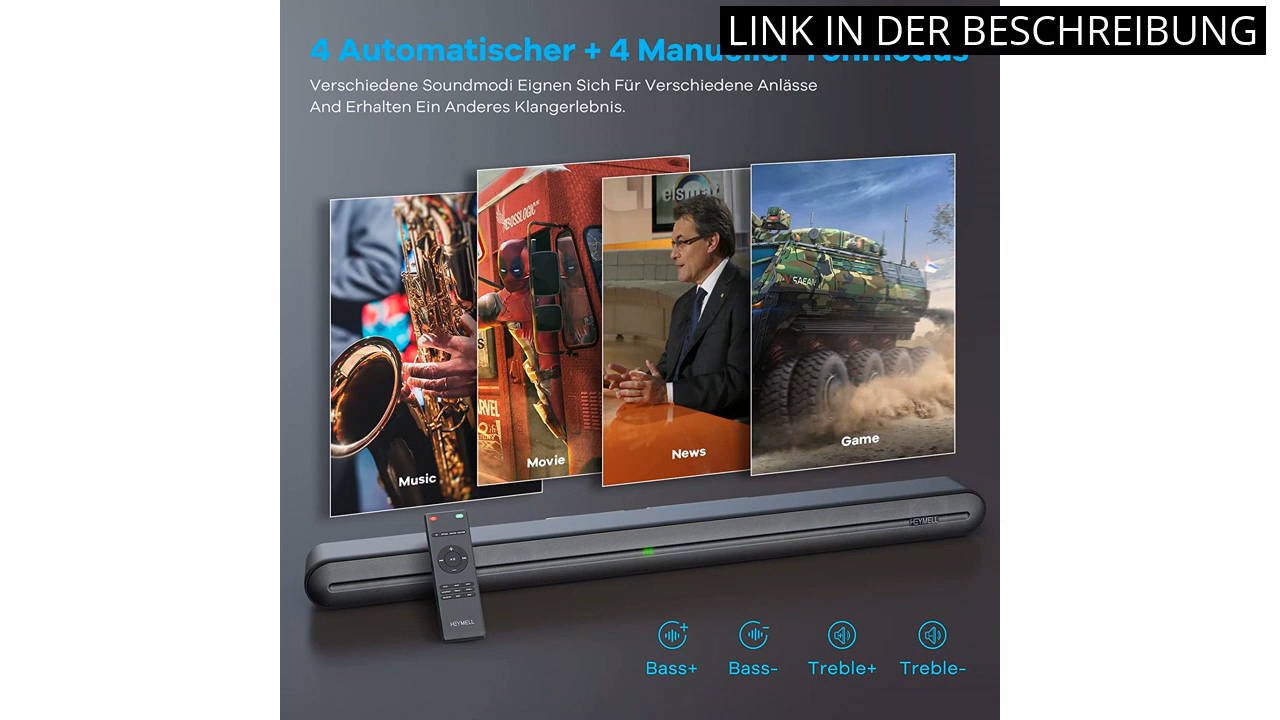 LINK IN DER BESCHREIBUNG
4 Automatischer + 4 Manueller Tonmodus
Verschiedene Soundmodi Eignen Sich Für Verschiedene Anlässe
And Erhalten Ein Anderes Klangerlebnis.
BOSSLOGIC
Music
Movie
News
Game
HEYMELL
HEYMELL
Bass+
Bass-
Treble+
Treble-